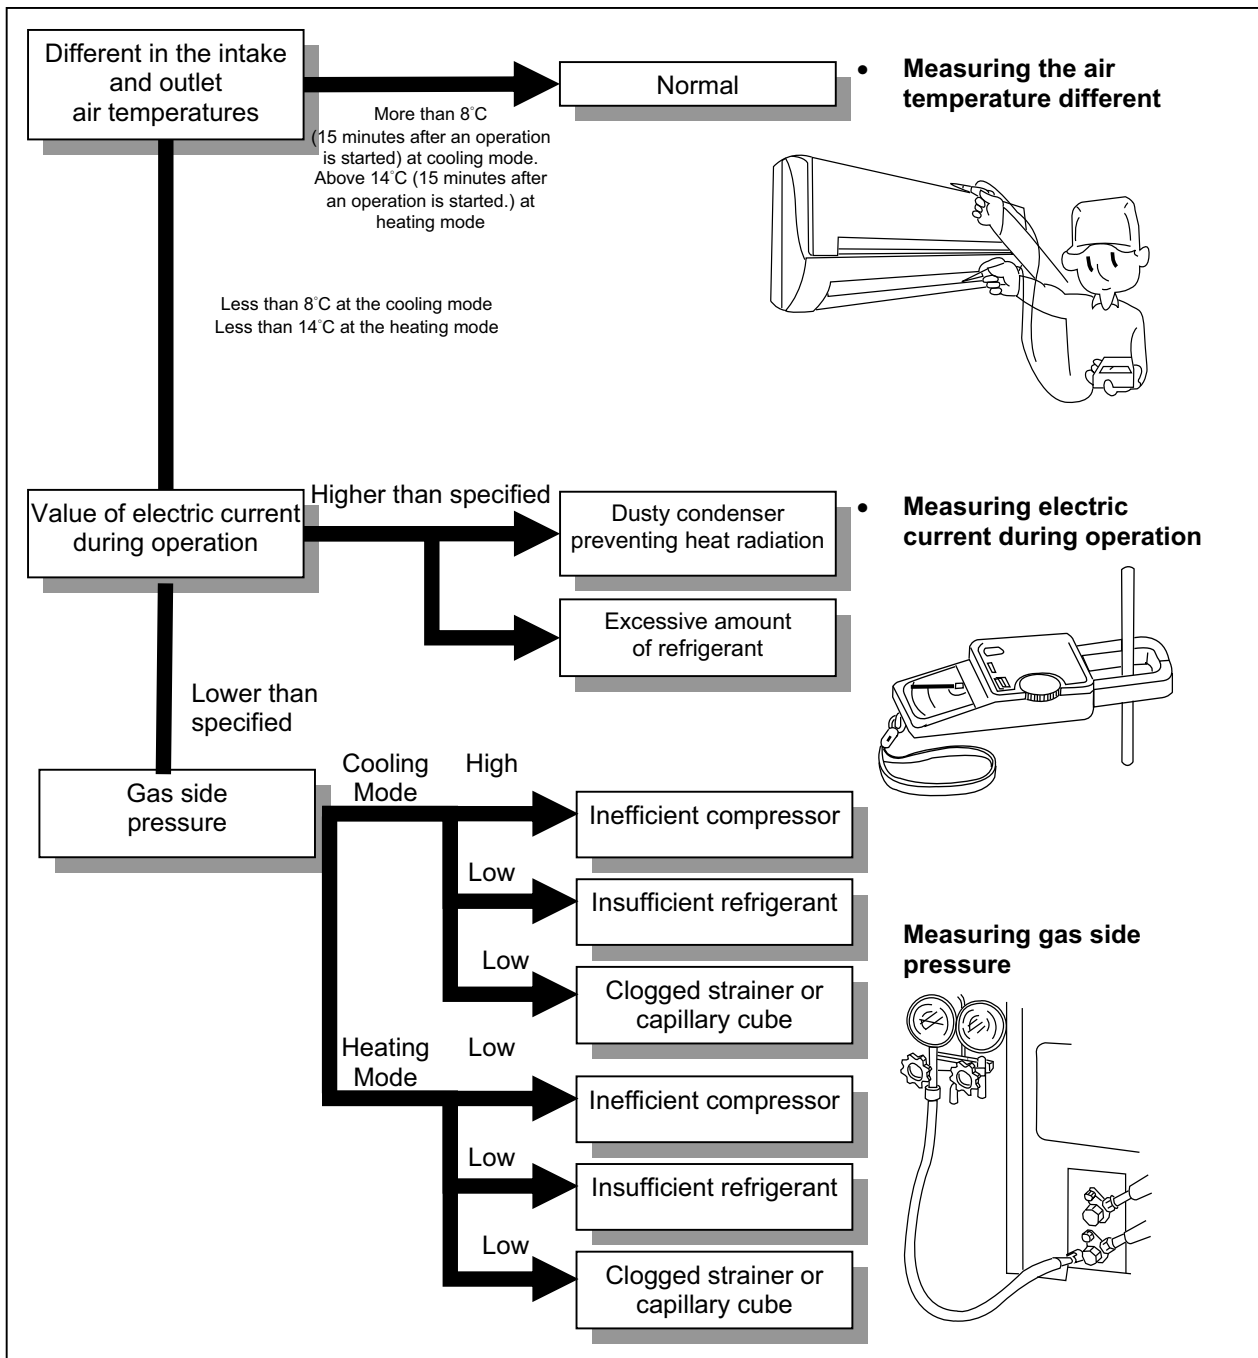 Different in the intake
and outlet
air temperatures
Normal
More than 8°C
(15 minutes after an operation
is started) at cooling mode.
Above 14°C (15 minutes after
an operation is started.) at
heating mode
• Measuring the air
temperature different
Less than 8°C at the cooling mode
Less than 14°C at the heating mode
Value of electric current
during operation
Higher than specified
Dusty condenser
preventing heat radiation
Excessive amount
of refrigerant
• Measuring electric
current during operation
Lower than
specified
Gas side
pressure
Cooling
Mode
High
Inefficient compressor
Low
Insufficient refrigerant
Low
Clogged strainer or
capillary cube
Heating
Mode
Low
Inefficient compressor
Low
Insufficient refrigerant
Low
Clogged strainer or
capillary cube
Measuring gas side
pressure